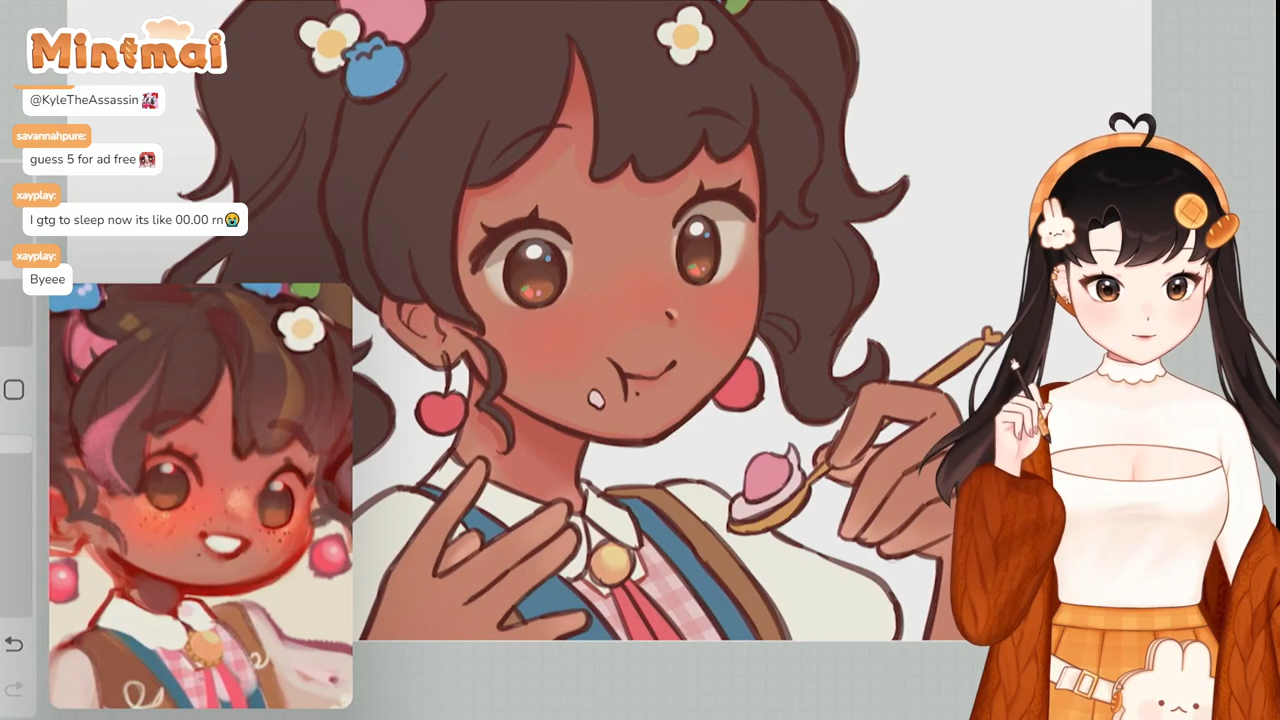 Mintmai
@KyleTheAssassin
savannahpure:
guess 5 for ad free
xayplay:
I gtg to sleep now its like 00.00 rn😭
xayplay:
Byeee